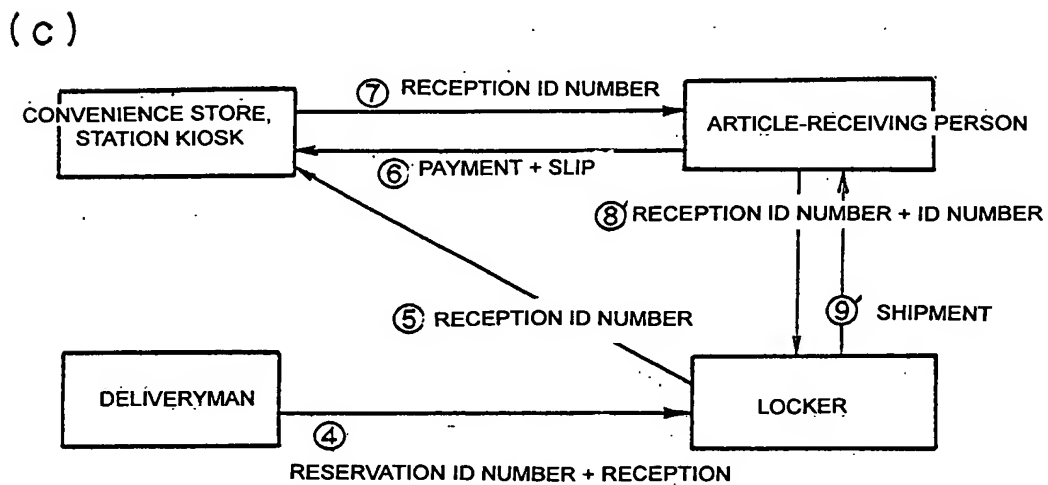 (c)
⑦ RECEPTION ID NUMBER
CONVENIENCE STORE,
STATION KIOSK
ARTICLE-RECEIVING PERSON
⑥ PAYMENT + SLIP
⑧' RECEPTION ID NUMBER + ID NUMBER
⑤ RECEPTION ID NUMBER
⑨' SHIPMENT
DELIVERYMAN
LOCKER
④
RESERVATION ID NUMBER + RECEPTION